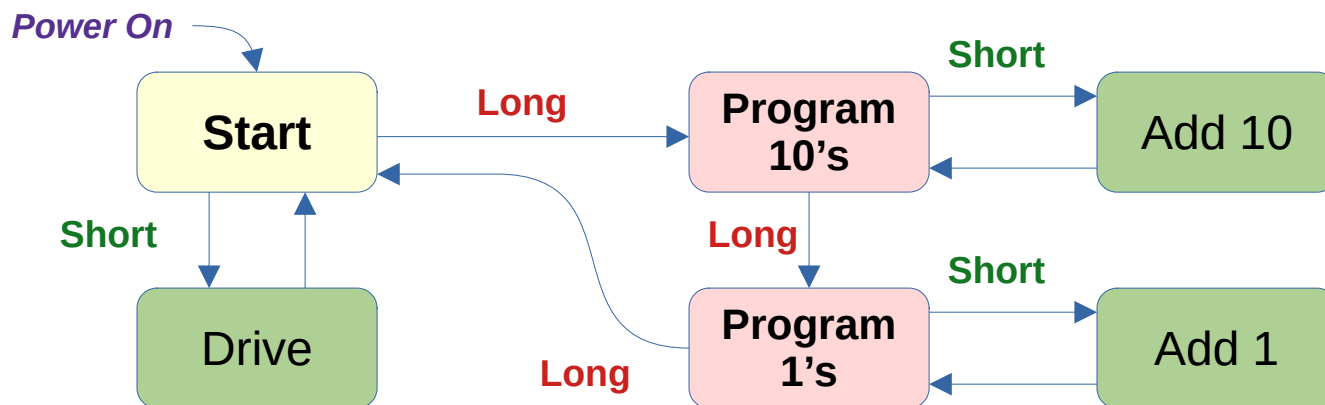 Power On
Short
Long
Start
Program
10's
Add 10
Short
Long
Short
Drive
Program
1's
Add 1
Long